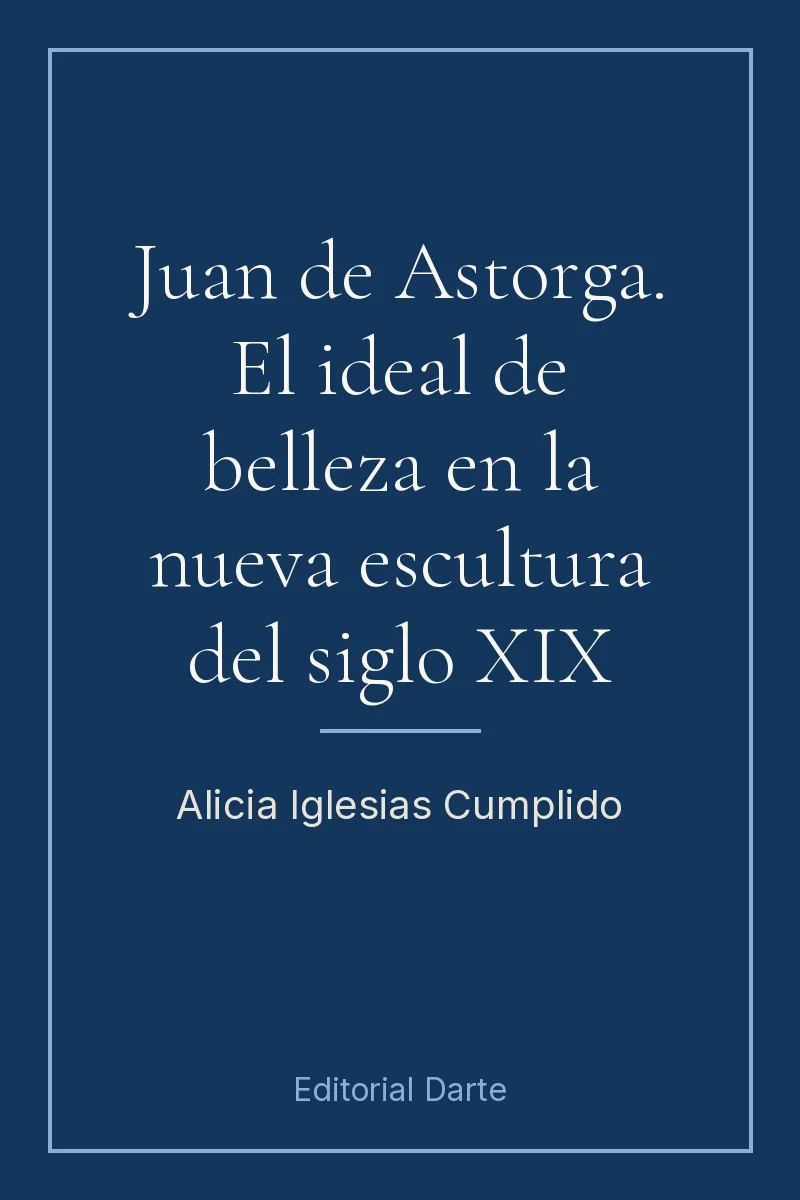 Juan de Astorga.
El ideal de
belleza en la
nueva escultura
del siglo XIX
Alicia Iglesias Cumplido
Editorial Darte